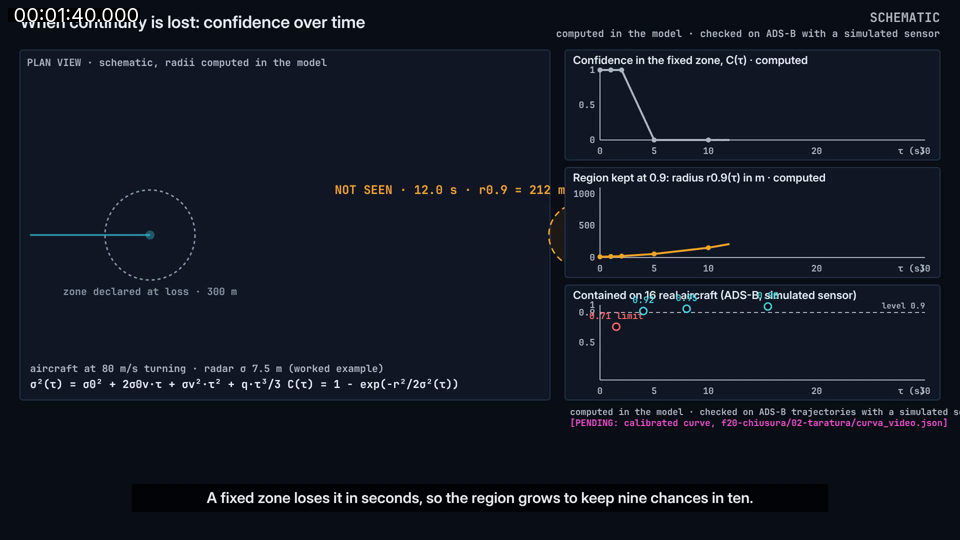 00:01:40.000
When continuity is lost: confidence over time
SCHEMATIC
computed in the model · checked on ADS-B with a simulated sensor
PLAN VIEW · schematic, radii computed in the model
NOT SEEN · 12.0 s · r0.9 = 212 m
zone declared at loss · 300 m
aircraft at 80 m/s turning · radar σ 7.5 m (worked example)
σ²(τ) = σ0² + 2σ0v·τ + σv²·τ² + q·τ³/3 C(τ) = 1 - exp(-r²/2σ²(τ))
Confidence in the fixed zone, C(τ) · computed
1
0.5
0
0 5 10 20 τ (s) 30
Region kept at 0.9: radius r0.9(τ) in m · computed
1000
500
0
0 5 10 20 τ (s) 30
Contained on 16 real aircraft (ADS-B, simulated sensor)
1
0.9
0.5
0.71 limit
0.92
level 0.9
0 5 10 20 τ (s) 30
computed in the model · checked on ADS-B trajectories with a simulated
[PENDING: calibrated curve, f20-chiusura/02-taratura/curva_video.json]
A fixed zone loses it in seconds, so the region grows to keep nine chances in ten.